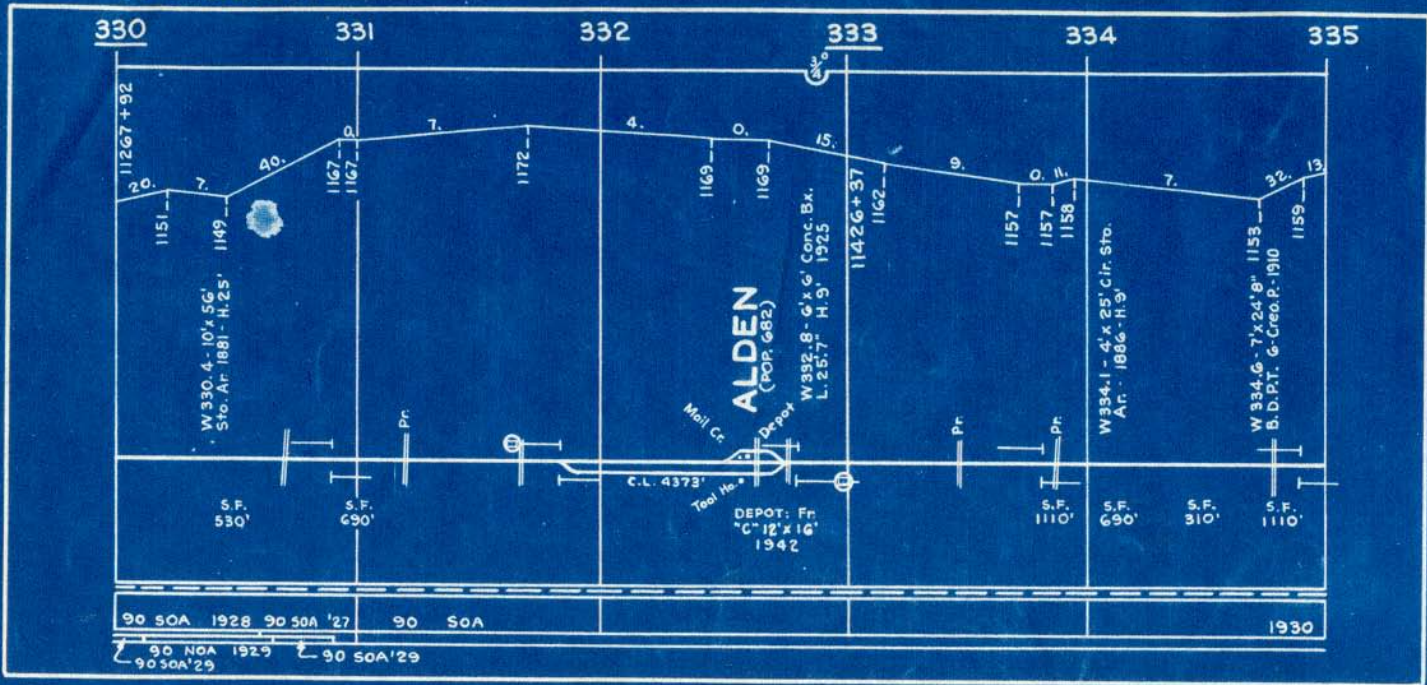 330 331 332 333 334 335
11267+92
¾°
20. 7. 40. 0. 7. 4. 0. 15. 9. 0. 11. 7. 32. 13.
1151
1149
1167
1167
1172
1169
1169
11426+37
1162
1157
1157
1158
1153
1159
W 330.4 - 10' x 56'
Sto. Ar. 1881 - H. 25'
ALDEN
(POP. 682)
W332.8 - 6' x 6' Conc. Bx.
L. 25'.7" H. 9' 1925
W334.1 - 4' x 25' Cir. Sto.
Ar. - 1886 - H. 9'
W 334.6 - 7' x 24' 8"
B.D.P.T. 6-Creo. P. - 1910
Pr.
Mail Cr.
Depot
Pr.
Pr.
C.L. 4373'
Tool Ho.
S.F.
530'
S.F.
690'
DEPOT: Fr.
"C" 12' x 16'
1942
S.F.
1110'
S.F.
690'
S.F.
310'
S.F.
1110'
90 SOA 1928 90 SOA '27 90 SOA 1930
90 NOA 1929
90 SOA '29
90 SOA '29